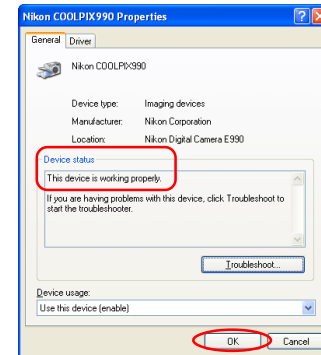 Nikon COOLPIX990 Properties
General Driver
Nikon COOLPIX990
Device type: Imaging devices
Manufacturer: Nikon Corporation
Location: Nikon Digital Camera E990
Device status
This device is working properly.
If you are having problems with this device, click Troubleshoot to
start the troubleshooter.
Troubleshoot...
Device usage:
Use this device (enable)
OK Cancel